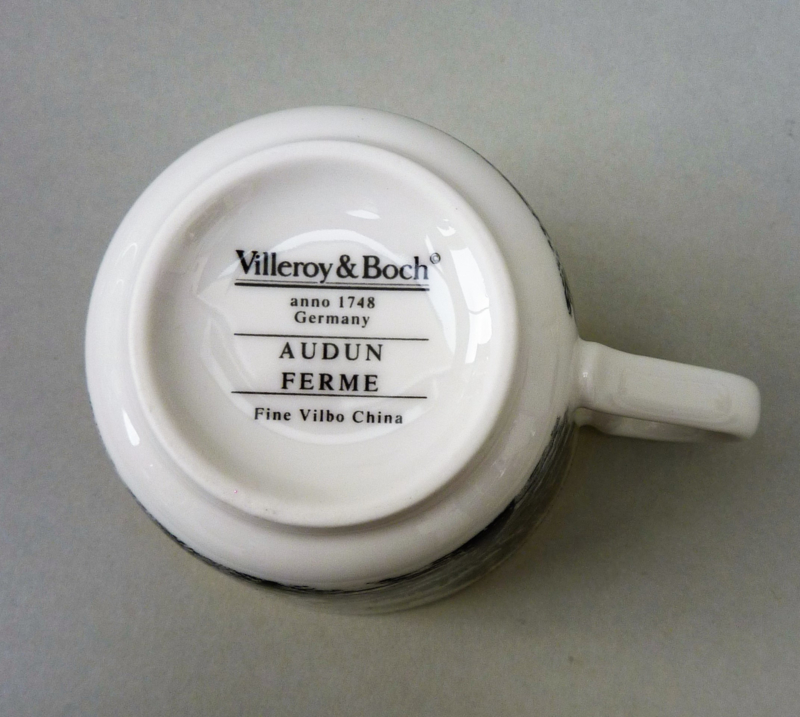 Villeroy & Boch©
anno 1748
Germany
AUDUN
FERME
Fine Vilbo China